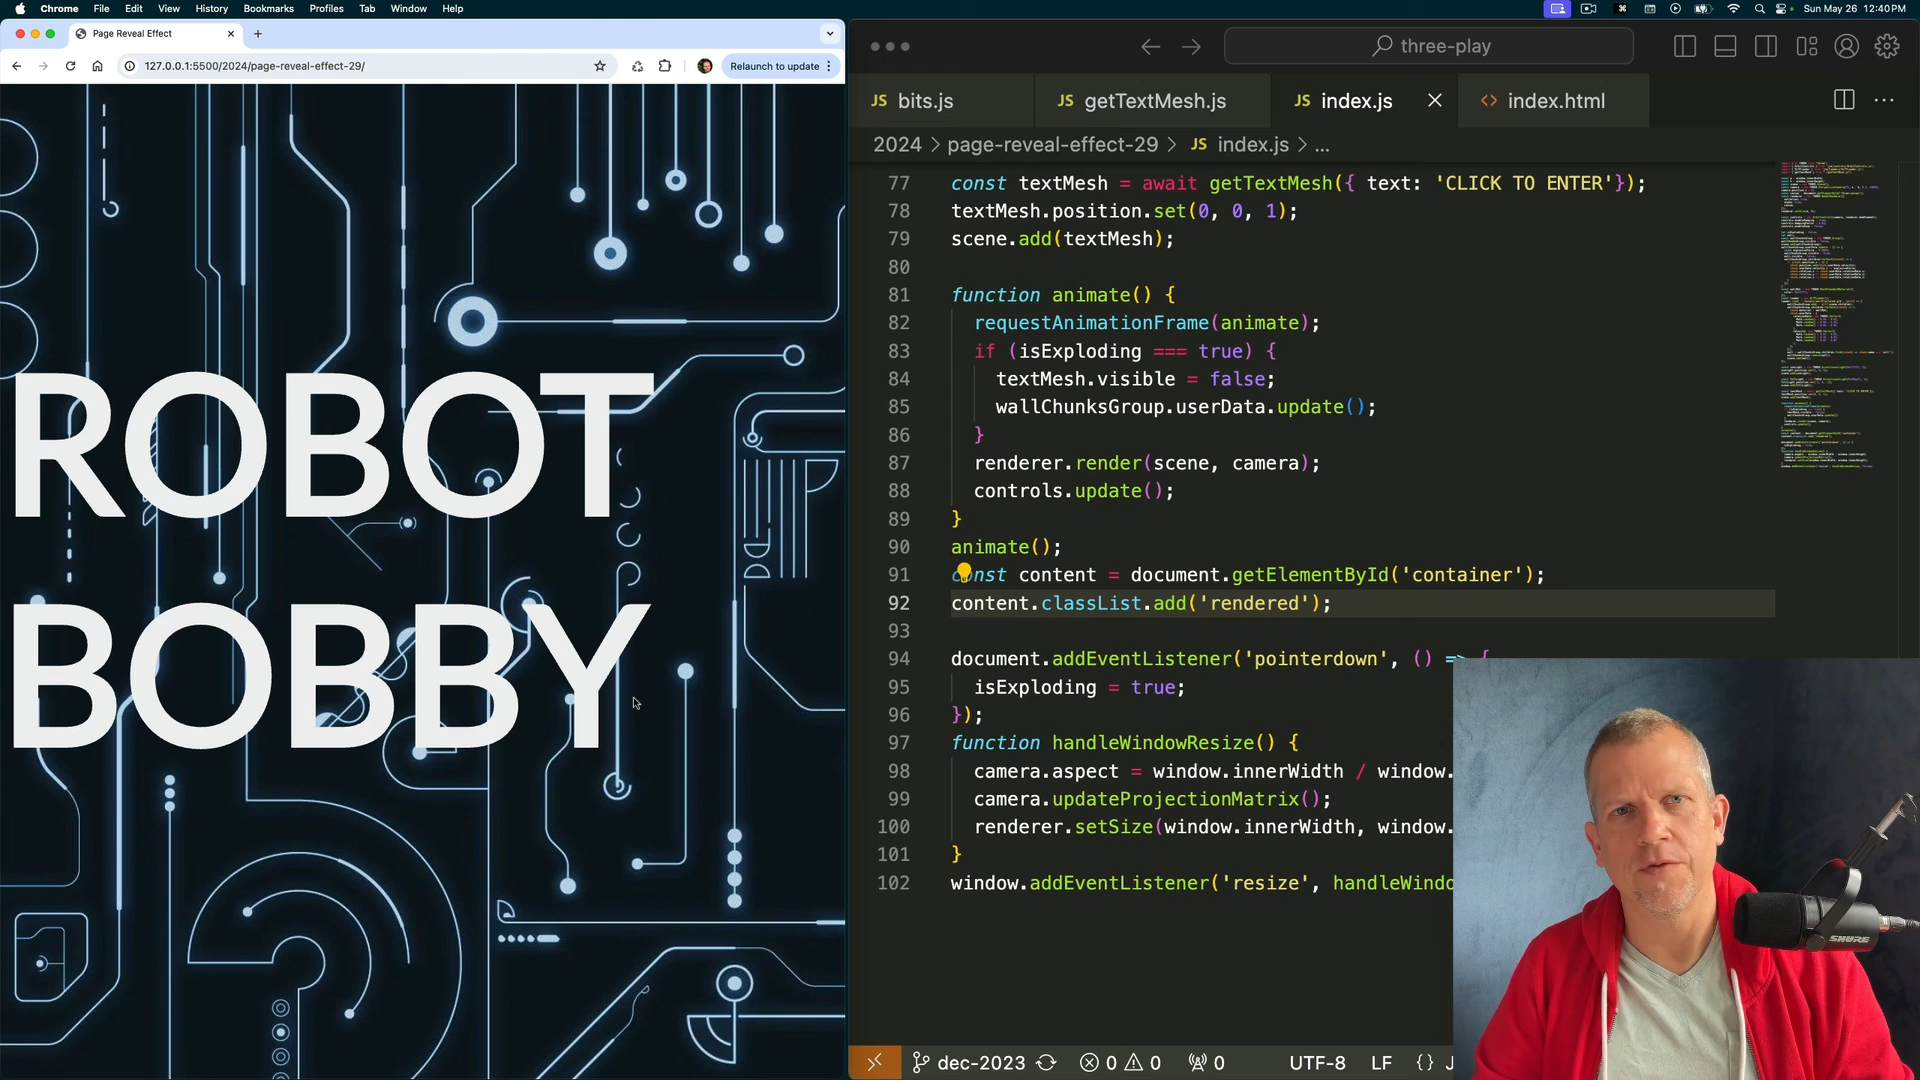 Chrome File Edit View History Bookmarks Profiles Tab Window Help
Sun May 26 12:40 PM
Page Reveal Effect
127.0.0.1:5500/2024/page-reveal-effect-29/
Relaunch to update
ROBOT
BOBBY
three-play
JS bits.js
JS getTextMesh.js
JS index.js
<> index.html
2024 > page-reveal-effect-29 > JS index.js > ...
77 const textMesh = await getTextMesh({ text: 'CLICK TO ENTER'});
78 textMesh.position.set(0, 0, 1);
79 scene.add(textMesh);
80
81 function animate() {
82 requestAnimationFrame(animate);
83 if (isExploding === true) {
84 textMesh.visible = false;
85 wallChunksGroup.userData.update();
86 }
87 renderer.render(scene, camera);
88 controls.update();
89 }
90 animate();
91 const content = document.getElementById('container');
92 content.classList.add('rendered');
93
94 document.addEventListener('pointerdown', () => {
95 isExploding = true;
96 });
97 function handleWindowResize() {
98 camera.aspect = window.innerWidth / window.
99 camera.updateProjectionMatrix();
100 renderer.setSize(window.innerWidth, window.
101 }
102 window.addEventListener('resize', handleWindo
dec-2023 0 0 0 UTF-8 LF {}
SHURE